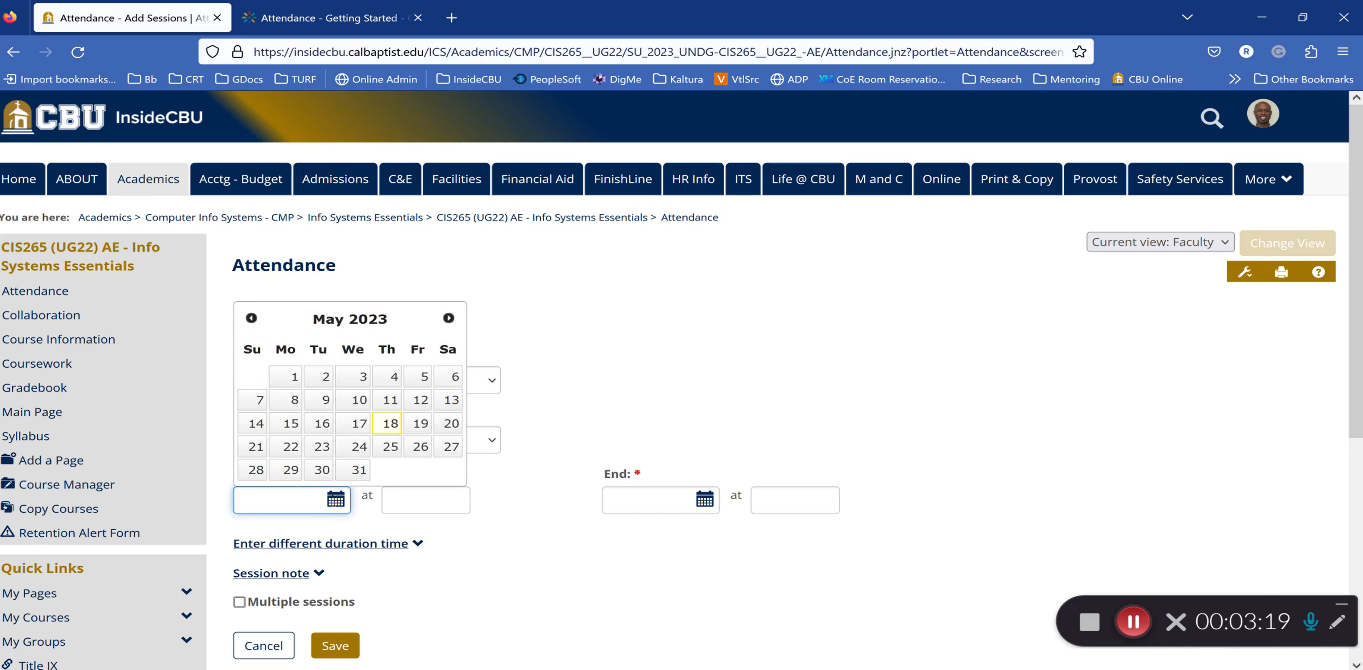 Attendance - Add Sessions | Att
Attendance - Getting Started -
https://insidecbu.calbaptist.edu/ICS/Academics/CMP/CIS265__UG22/SU_2023_UNDG-CIS265__UG22_-AE/Attendance.jnz?portlet=Attendance&screen
Import bookmarks... Bb CRT GDocs TURF Online Admin InsideCBU PeopleSoft DigMe Kaltura VtlSrc ADP CoE Room Reservatio... Research Mentoring CBU Online Other Bookmarks
CBU InsideCBU
Home ABOUT Academics Acctg - Budget Admissions C&E Facilities Financial Aid FinishLine HR Info ITS Life @ CBU M and C Online Print & Copy Provost Safety Services More
You are here: Academics > Computer Info Systems - CMP > Info Systems Essentials > CIS265 (UG22) AE - Info Systems Essentials > Attendance
Current view: Faculty Change View
CIS265 (UG22) AE - Info
Systems Essentials
Attendance
Collaboration
Course Information
Coursework
Gradebook
Main Page
Syllabus
Add a Page
Course Manager
Copy Courses
Retention Alert Form
Quick Links
My Pages
My Courses
My Groups
Title IX
Attendance
May 2023
Su Mo Tu We Th Fr Sa
1 2 3 4 5 6
7 8 9 10 11 12 13
14 15 16 17 18 19 20
21 22 23 24 25 26 27
28 29 30 31
at
End: *
at
Enter different duration time
Session note
Multiple sessions
Cancel Save
00:03:19